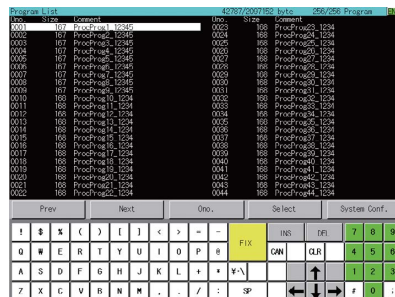 Program List 42787/2097152 byto 256/256 Program
Ono. Size Comment Ono. Size Comment
0001 167 ProcProg1_12345 0023 168 ProcProg23_1234
0002 167 ProcProg2_12345 0024 168 ProcProg24_1234
0003 167 ProcProg3_12345 0025 168 ProcProg25_1234
0004 167 ProcProg4_12345 0026 168 ProcProg26_1234
0005 167 ProcProg5_12345 0027 168 ProcProg27_1234
0006 167 ProcProg6_12345 0028 168 ProcProg28_1234
0007 167 ProcProg7_12345 0029 168 ProcProg29_1234
0008 167 ProcProg8_12345 0030 168 ProcProg30_1234
0009 167 ProcProg9_12345 0031 168 ProcProg31_1234
0010 168 ProcProg10_1234 0032 168 ProcProg32_1234
0011 168 ProcProg11_1234 0033 168 ProcProg33_1234
0012 168 ProcProg12_1234 0034 168 ProcProg34_1234
0013 168 ProcProg13_1234 0035 168 ProcProg35_1234
0014 168 ProcProg14_1234 0036 168 ProcProg36_1234
0015 168 ProcProg15_1234 0037 168 ProcProg37_1234
0016 168 ProcProg16_1234 0038 168 ProcProg38_1234
0017 168 ProcProg17_1234 0039 168 ProcProg39_1234
0018 168 ProcProg18_1234 0040 168 ProcProg40_1234
0019 168 ProcProg19_1234 0041 168 ProcProg41_1234
0020 168 ProcProg20_1234 0042 168 ProcProg42_1234
0021 168 ProcProg21_1234 0043 168 ProcProg43_1234
0022 168 ProcProg22_1234 0044 168 ProcProg44_1234
Prev Next Ono. Select System Conf.
! $ % ( ) [ ] < > = - FIX INS DEL 7 8 9
Q W E R T Y U I O P @ CAN CLR 4 5 6
A S D F G H J K L + * ¥·\ ↑ 1 2 3
Z X C V B N M , . / : SP ← ↓ → # 0 ;